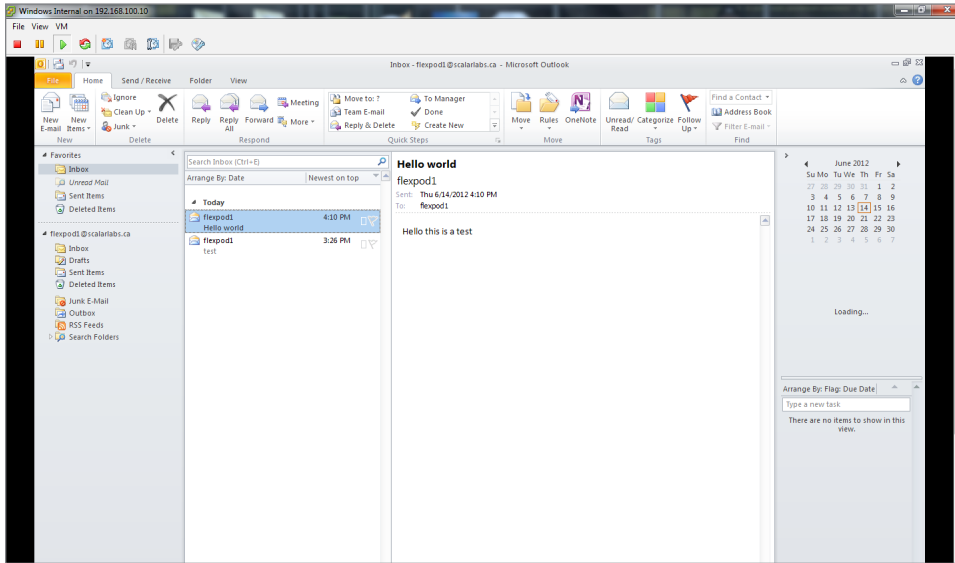 Windows Internal on 192.168.100.10
File View VM
Inbox - flexpod1@scalarlabs.ca - Microsoft Outlook
File Home Send / Receive Folder View
New E-mail
New Items
New
Ignore
Clean Up
Junk
Delete
Delete
Reply
Reply All
Forward
Meeting
More
Respond
Move to: ?
Team E-mail
Reply & Delete
To Manager
Done
Create New
Quick Steps
Move
Rules
OneNote
Move
Unread/ Read
Categorize
Follow Up
Tags
Find a Contact
Address Book
Filter E-mail
Find
Favorites
Inbox
Unread Mail
Sent Items
Deleted Items
flexpod1@scalarlabs.ca
Inbox
Drafts
Sent Items
Deleted Items
Junk E-Mail
Outbox
RSS Feeds
Search Folders
Search Inbox (Ctrl+E)
Arrange By: Date Newest on top
Today
flexpod1 4:10 PM
Hello world
flexpod1 3:26 PM
test
Hello world
flexpod1
Sent: Thu 6/14/2012 4:10 PM
To: flexpod1
Hello this is a test
June 2012
Su Mo Tu We Th Fr Sa
27 28 29 30 31 1 2
3 4 5 6 7 8 9
10 11 12 13 14 15 16
17 18 19 20 21 22 23
24 25 26 27 28 29 30
1 2 3 4 5 6 7
Loading...
Arrange By: Flag: Due Date
Type a new task
There are no items to show in this
view.